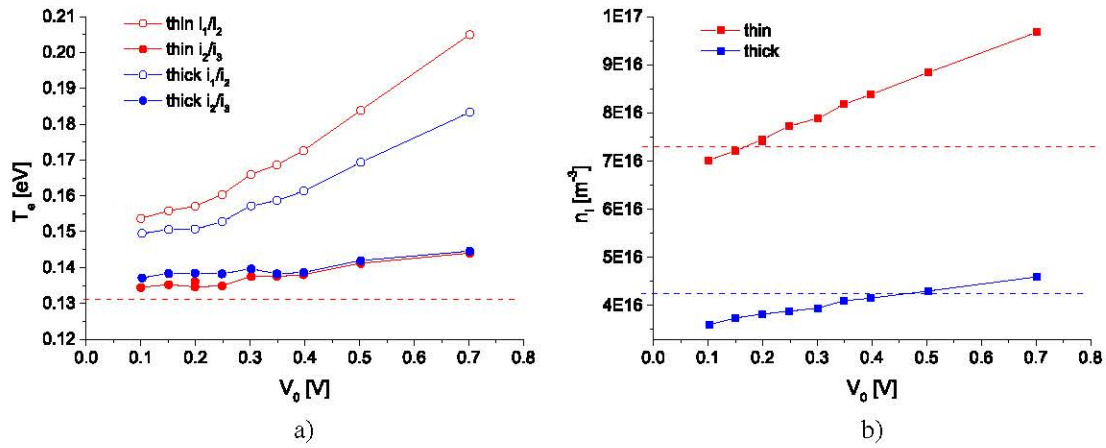 thin i₁/i₂
thin i₂/i₃
thick i₁/i₂
thick i₂/i₃
0.21
0.20
0.19
0.18
0.17
0.16
0.15
0.14
0.13
0.12
Tₑ [eV]
0.0 0.1 0.2 0.3 0.4 0.5 0.6 0.7 0.8
V₀ [V]
a)
thin
thick
1E17
9E16
8E16
7E16
6E16
5E16
4E16
nᵢ [m⁻³]
0.0 0.1 0.2 0.3 0.4 0.5 0.6 0.7 0.8
V₀ [V]
b)